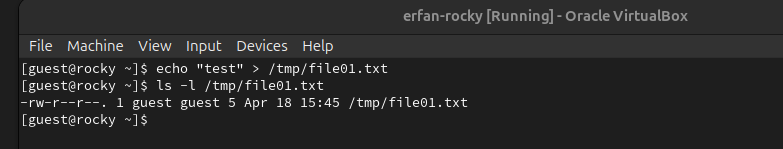 erfan-rocky [Running] - Oracle VirtualBox
File Machine View Input Devices Help
[guest@rocky ~]$ echo "test" > /tmp/file01.txt
[guest@rocky ~]$ ls -l /tmp/file01.txt
-rw-r--r--. 1 guest guest 5 Apr 18 15:45 /tmp/file01.txt
[guest@rocky ~]$